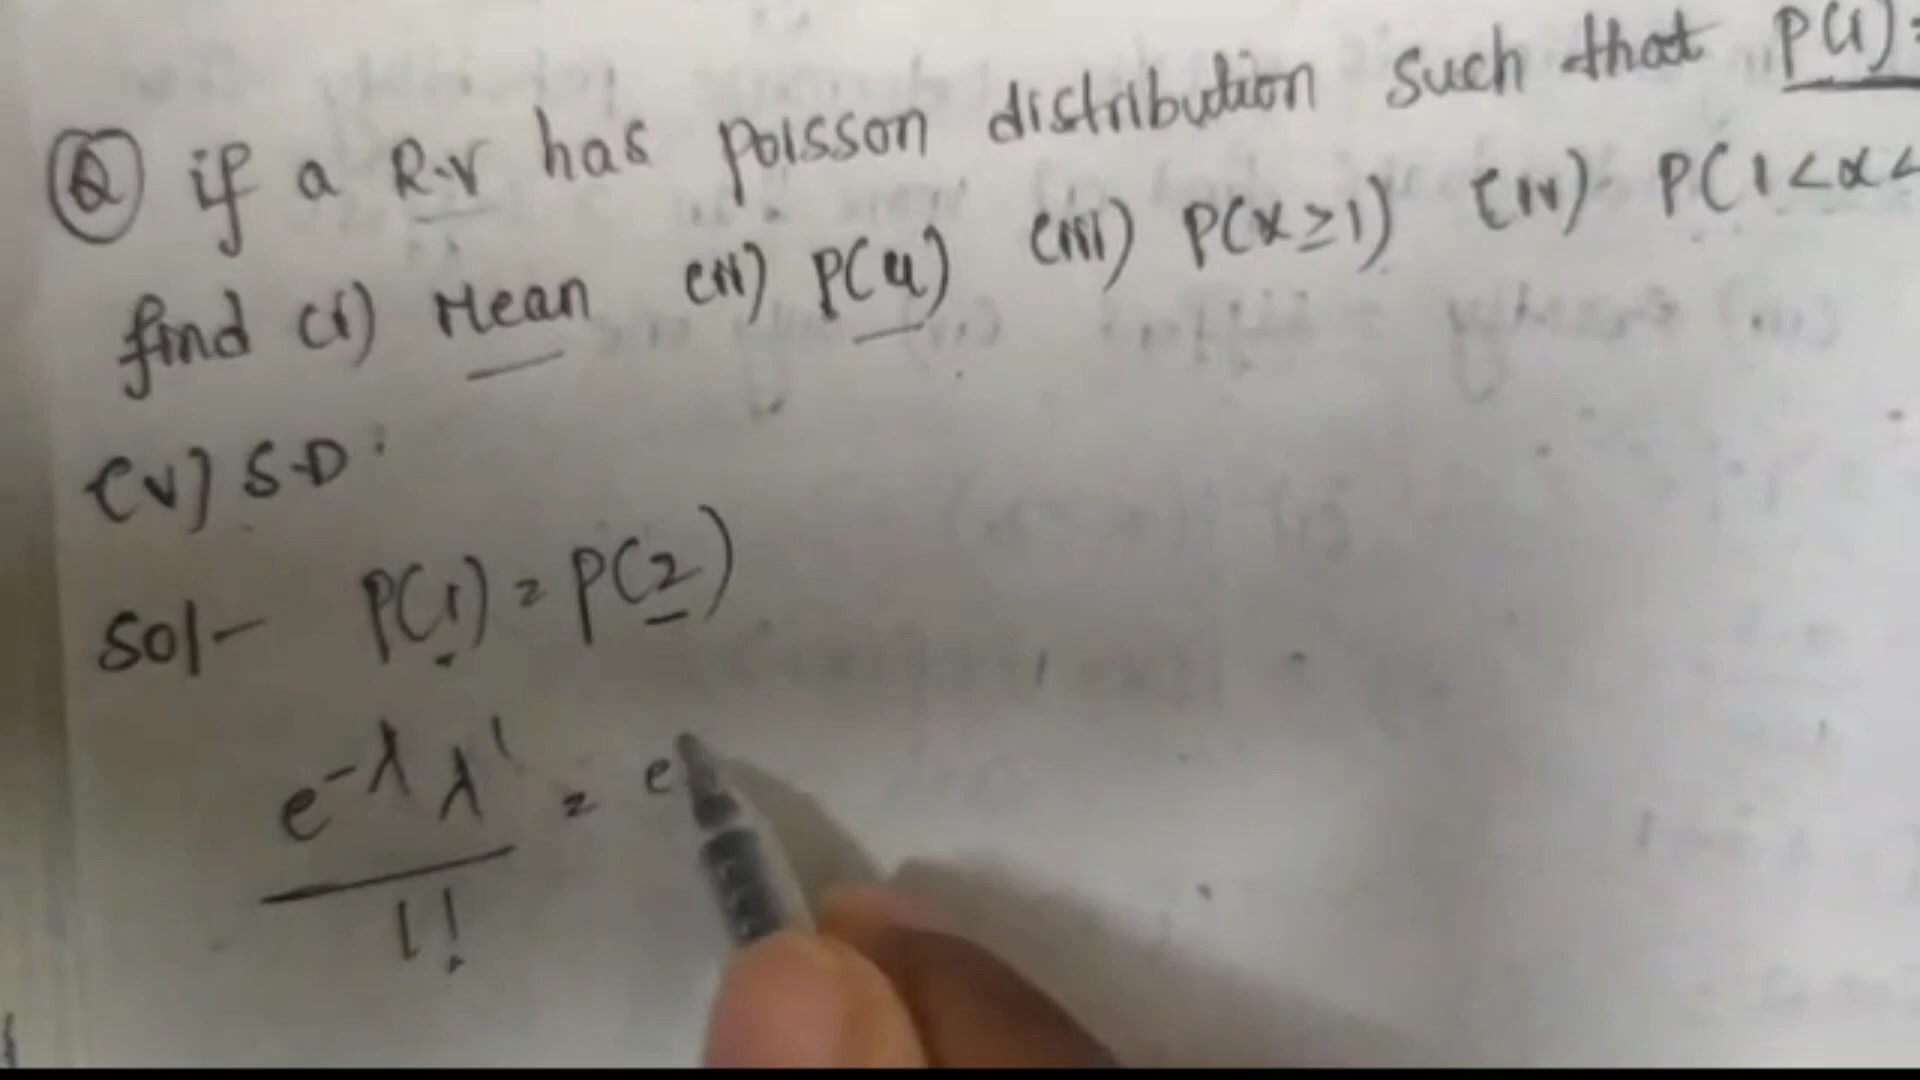 Q if a R.V has poisson distribution such that P(1)=
find (i) Mean (ii) P(4) (iii) P(x≥1) (iv) P(1<x<
(v) S.D.
Sol- P(1) = P(2)
e^-λ λ^1 = e
1!